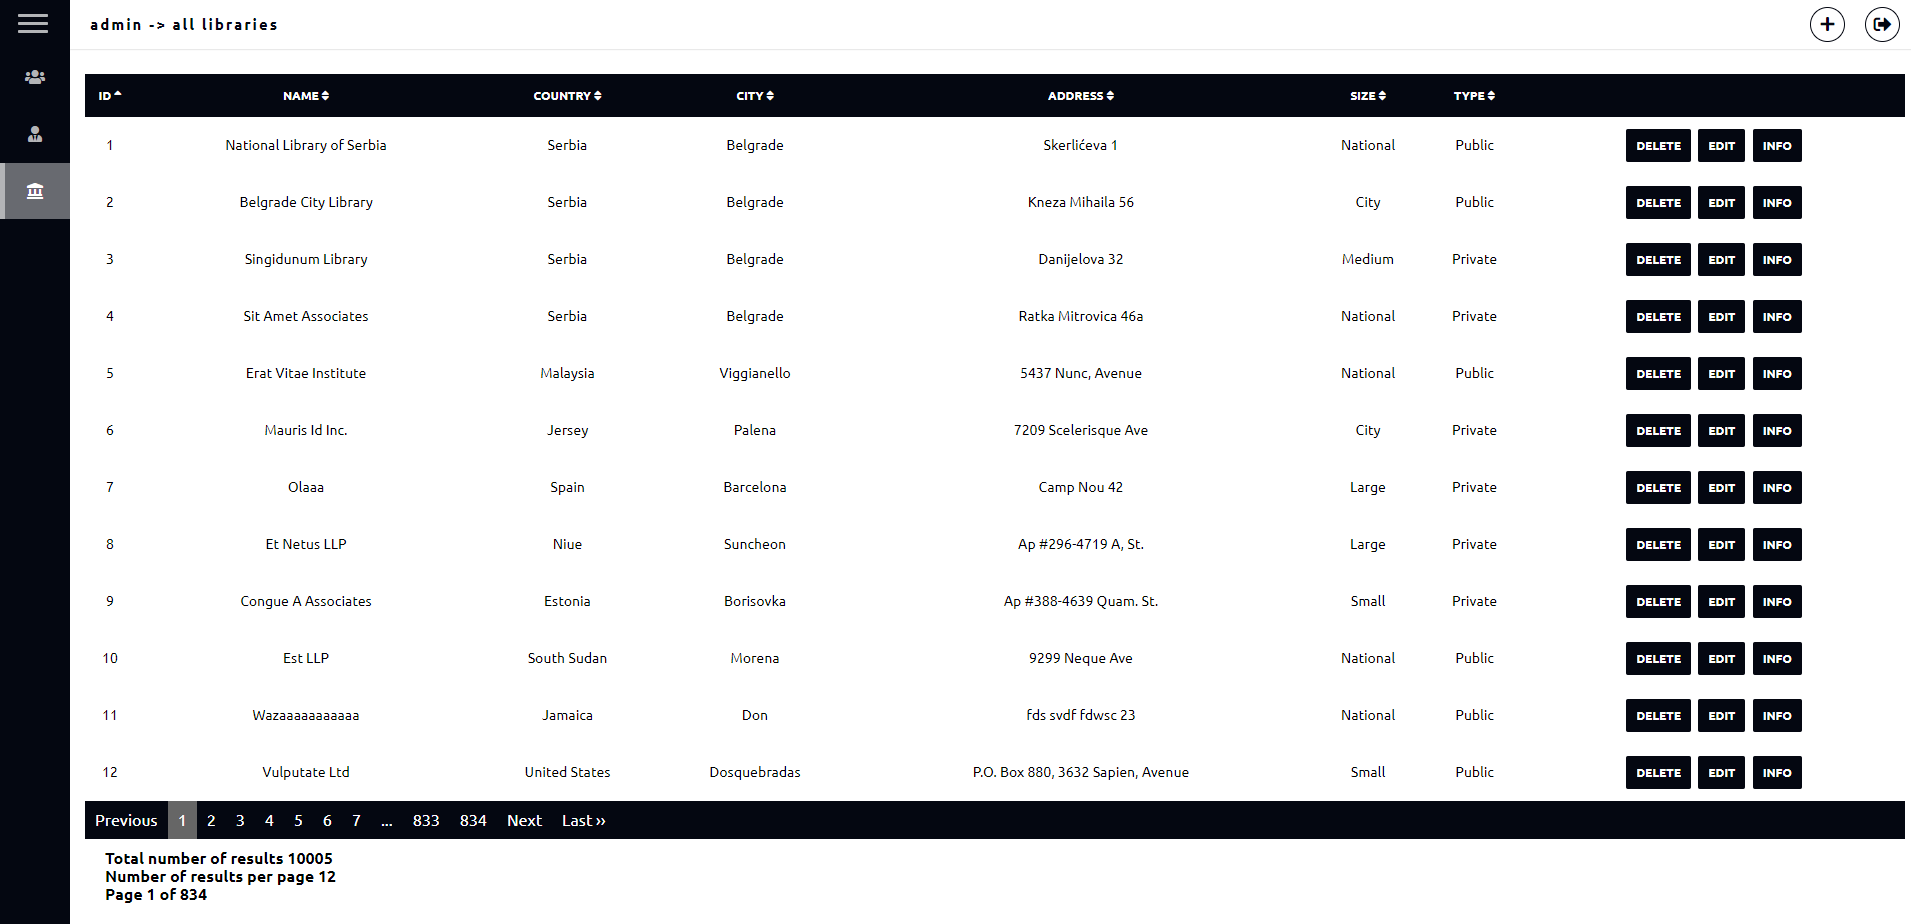 admin -> all libraries
ID NAME COUNTRY CITY ADDRESS SIZE TYPE
1 National Library of Serbia Serbia Belgrade Skerlićeva 1 National Public DELETE EDIT INFO
2 Belgrade City Library Serbia Belgrade Kneza Mihaila 56 City Public DELETE EDIT INFO
3 Singidunum Library Serbia Belgrade Danijelova 32 Medium Private DELETE EDIT INFO
4 Sit Amet Associates Serbia Belgrade Ratka Mitrovica 46a National Private DELETE EDIT INFO
5 Erat Vitae Institute Malaysia Viggianello 5437 Nunc, Avenue National Public DELETE EDIT INFO
6 Mauris Id Inc. Jersey Palena 7209 Scelerisque Ave City Private DELETE EDIT INFO
7 Olaaa Spain Barcelona Camp Nou 42 Large Private DELETE EDIT INFO
8 Et Netus LLP Niue Suncheon Ap #296-4719 A, St. Large Private DELETE EDIT INFO
9 Congue A Associates Estonia Borisovka Ap #388-4639 Quam. St. Small Private DELETE EDIT INFO
10 Est LLP South Sudan Morena 9299 Neque Ave National Public DELETE EDIT INFO
11 Wazaaaaaaaaaaa Jamaica Don fds svdf fdwsc 23 National Public DELETE EDIT INFO
12 Vulputate Ltd United States Dosquebradas P.O. Box 880, 3632 Sapien, Avenue Small Public DELETE EDIT INFO
Previous 1 2 3 4 5 6 7 ... 833 834 Next Last ››
Total number of results 10005
Number of results per page 12
Page 1 of 834